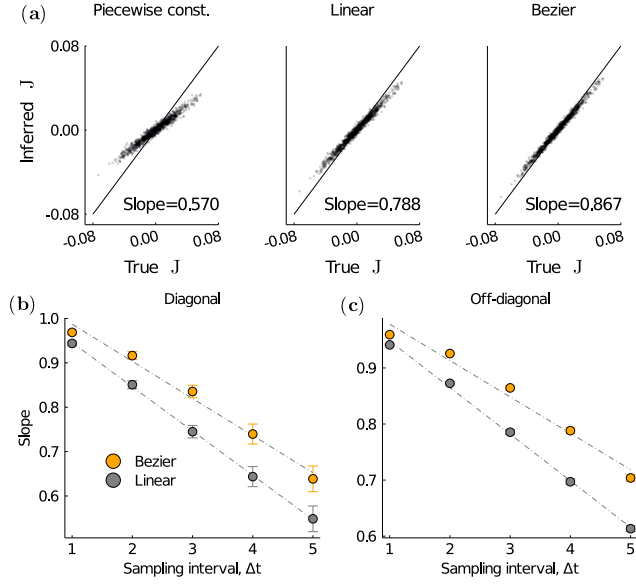 (a) Piecewise const. Linear Bezier
0.08
0.00
-0.08
Inferred J
Slope=0.570 Slope=0.788 Slope=0.867
-0.08 0.00 0.08 -0.08 0.00 0.08 -0.08 0.00 0.08
True J True J True J
(b) Diagonal
1.0
0.9
0.8
0.7
0.6
Slope
Bezier
Linear
1 2 3 4 5
Sampling interval, Δt
(c) Off-diagonal
0.9
0.8
0.7
0.6
1 2 3 4 5
Sampling interval, Δt